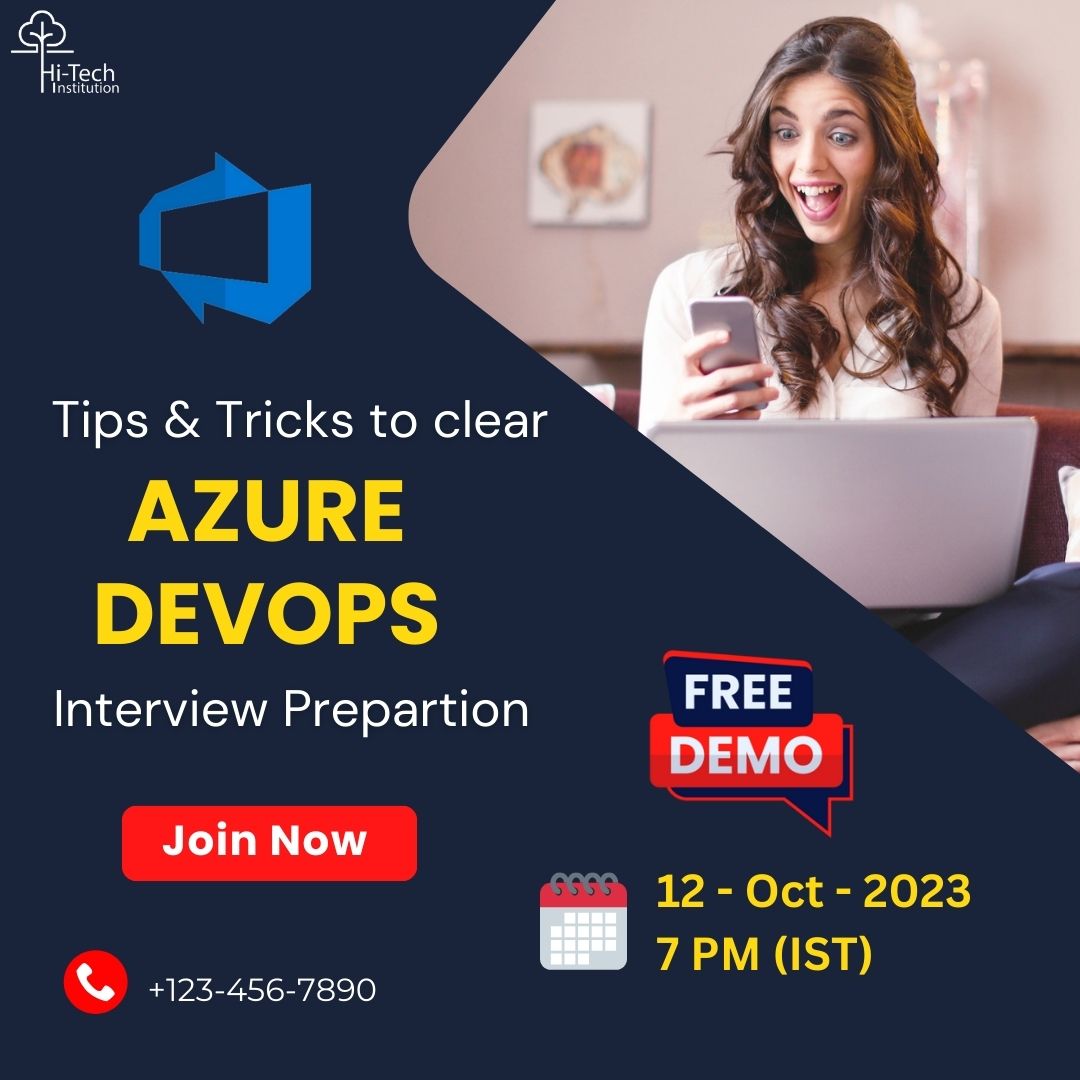 Hi-Tech
Institution
Tips & Tricks to clear
AZURE
DEVOPS
Interview Prepartion
Join Now
+123-456-7890
FREE
DEMO
12 - Oct - 2023
7 PM (IST)